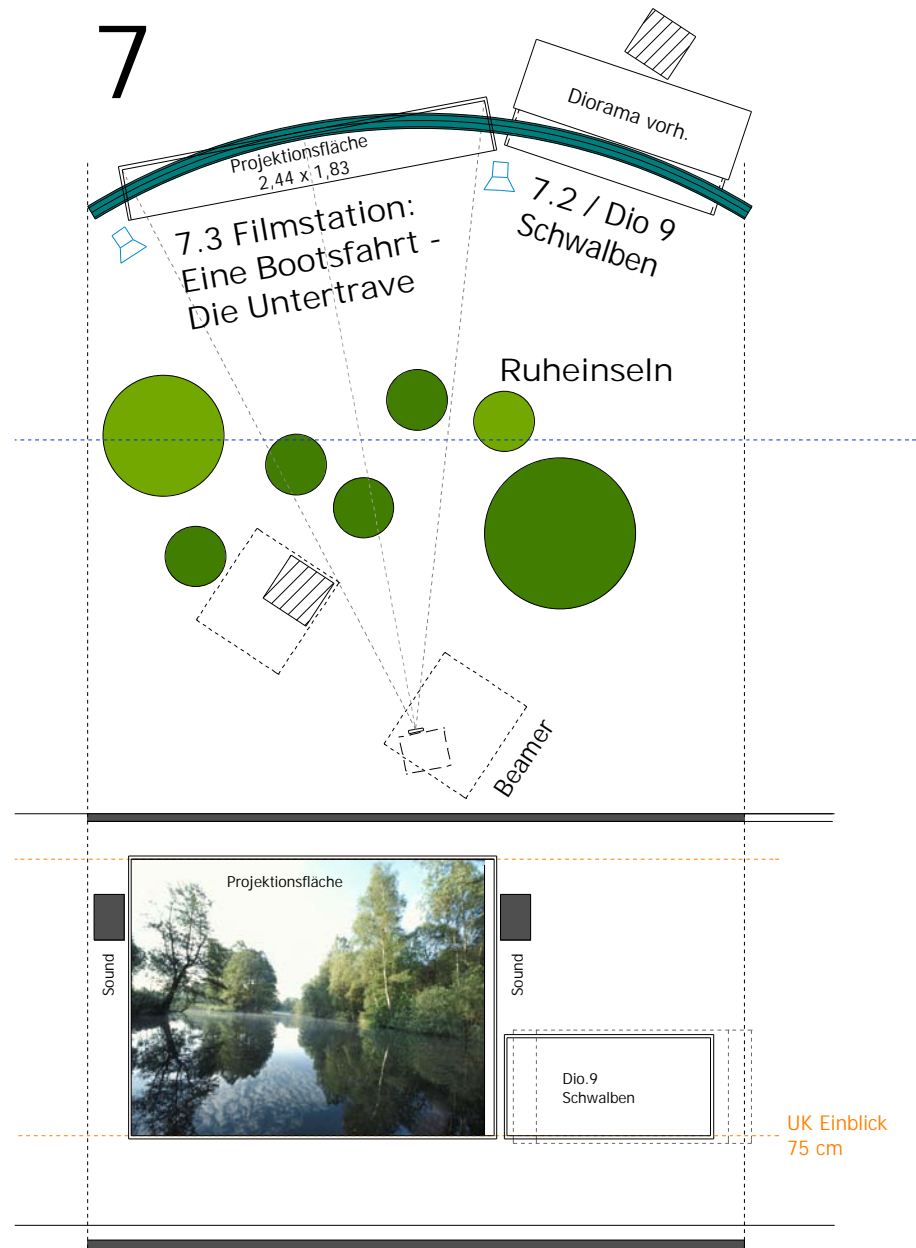 7
Diorama vorh.
Projektionsfläche
2,44 x 1,83
7.3 Filmstation:
Eine Bootsfahrt -
Die Untertrave
7.2 / Dio 9
Schwalben
Ruheinseln
Beamer
Projektionsfläche
Sound
Sound
Dio.9
Schwalben
UK Einblick
75 cm